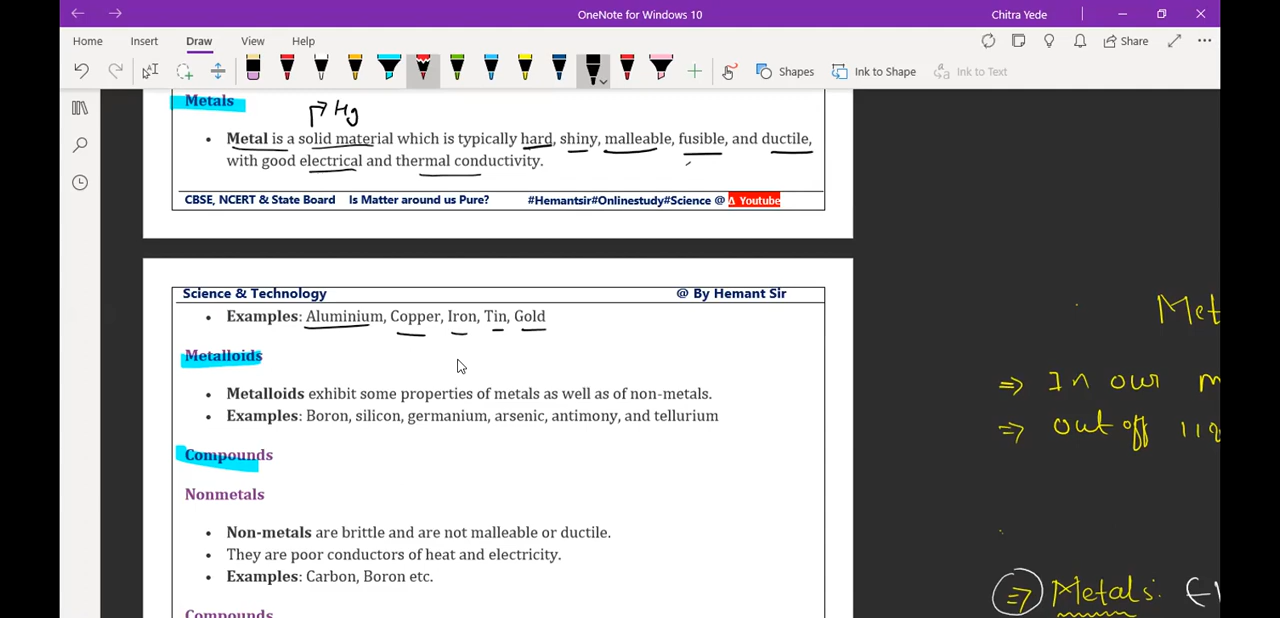 OneNote for Windows 10
Chitra Yede
Home Insert Draw View Help
Share
Shapes
Ink to Shape
Ink to Text
Metals
Hg
• Metal is a solid material which is typically hard, shiny, malleable, fusible, and ductile,
with good electrical and thermal conductivity.
CBSE, NCERT & State Board Is Matter around us Pure? #Hemantsir#Onlinestudy#Science @ Δ Youtube
Science & Technology @ By Hemant Sir
• Examples: Aluminium, Copper, Iron, Tin, Gold
Metalloids
• Metalloids exhibit some properties of metals as well as of non-metals.
• Examples: Boron, silicon, germanium, arsenic, antimony, and tellurium
Compounds
Nonmetals
• Non-metals are brittle and are not malleable or ductile.
• They are poor conductors of heat and electricity.
• Examples: Carbon, Boron etc.
Compounds
Met
⇒ In our m
⇒ out off
⇒ Metals: